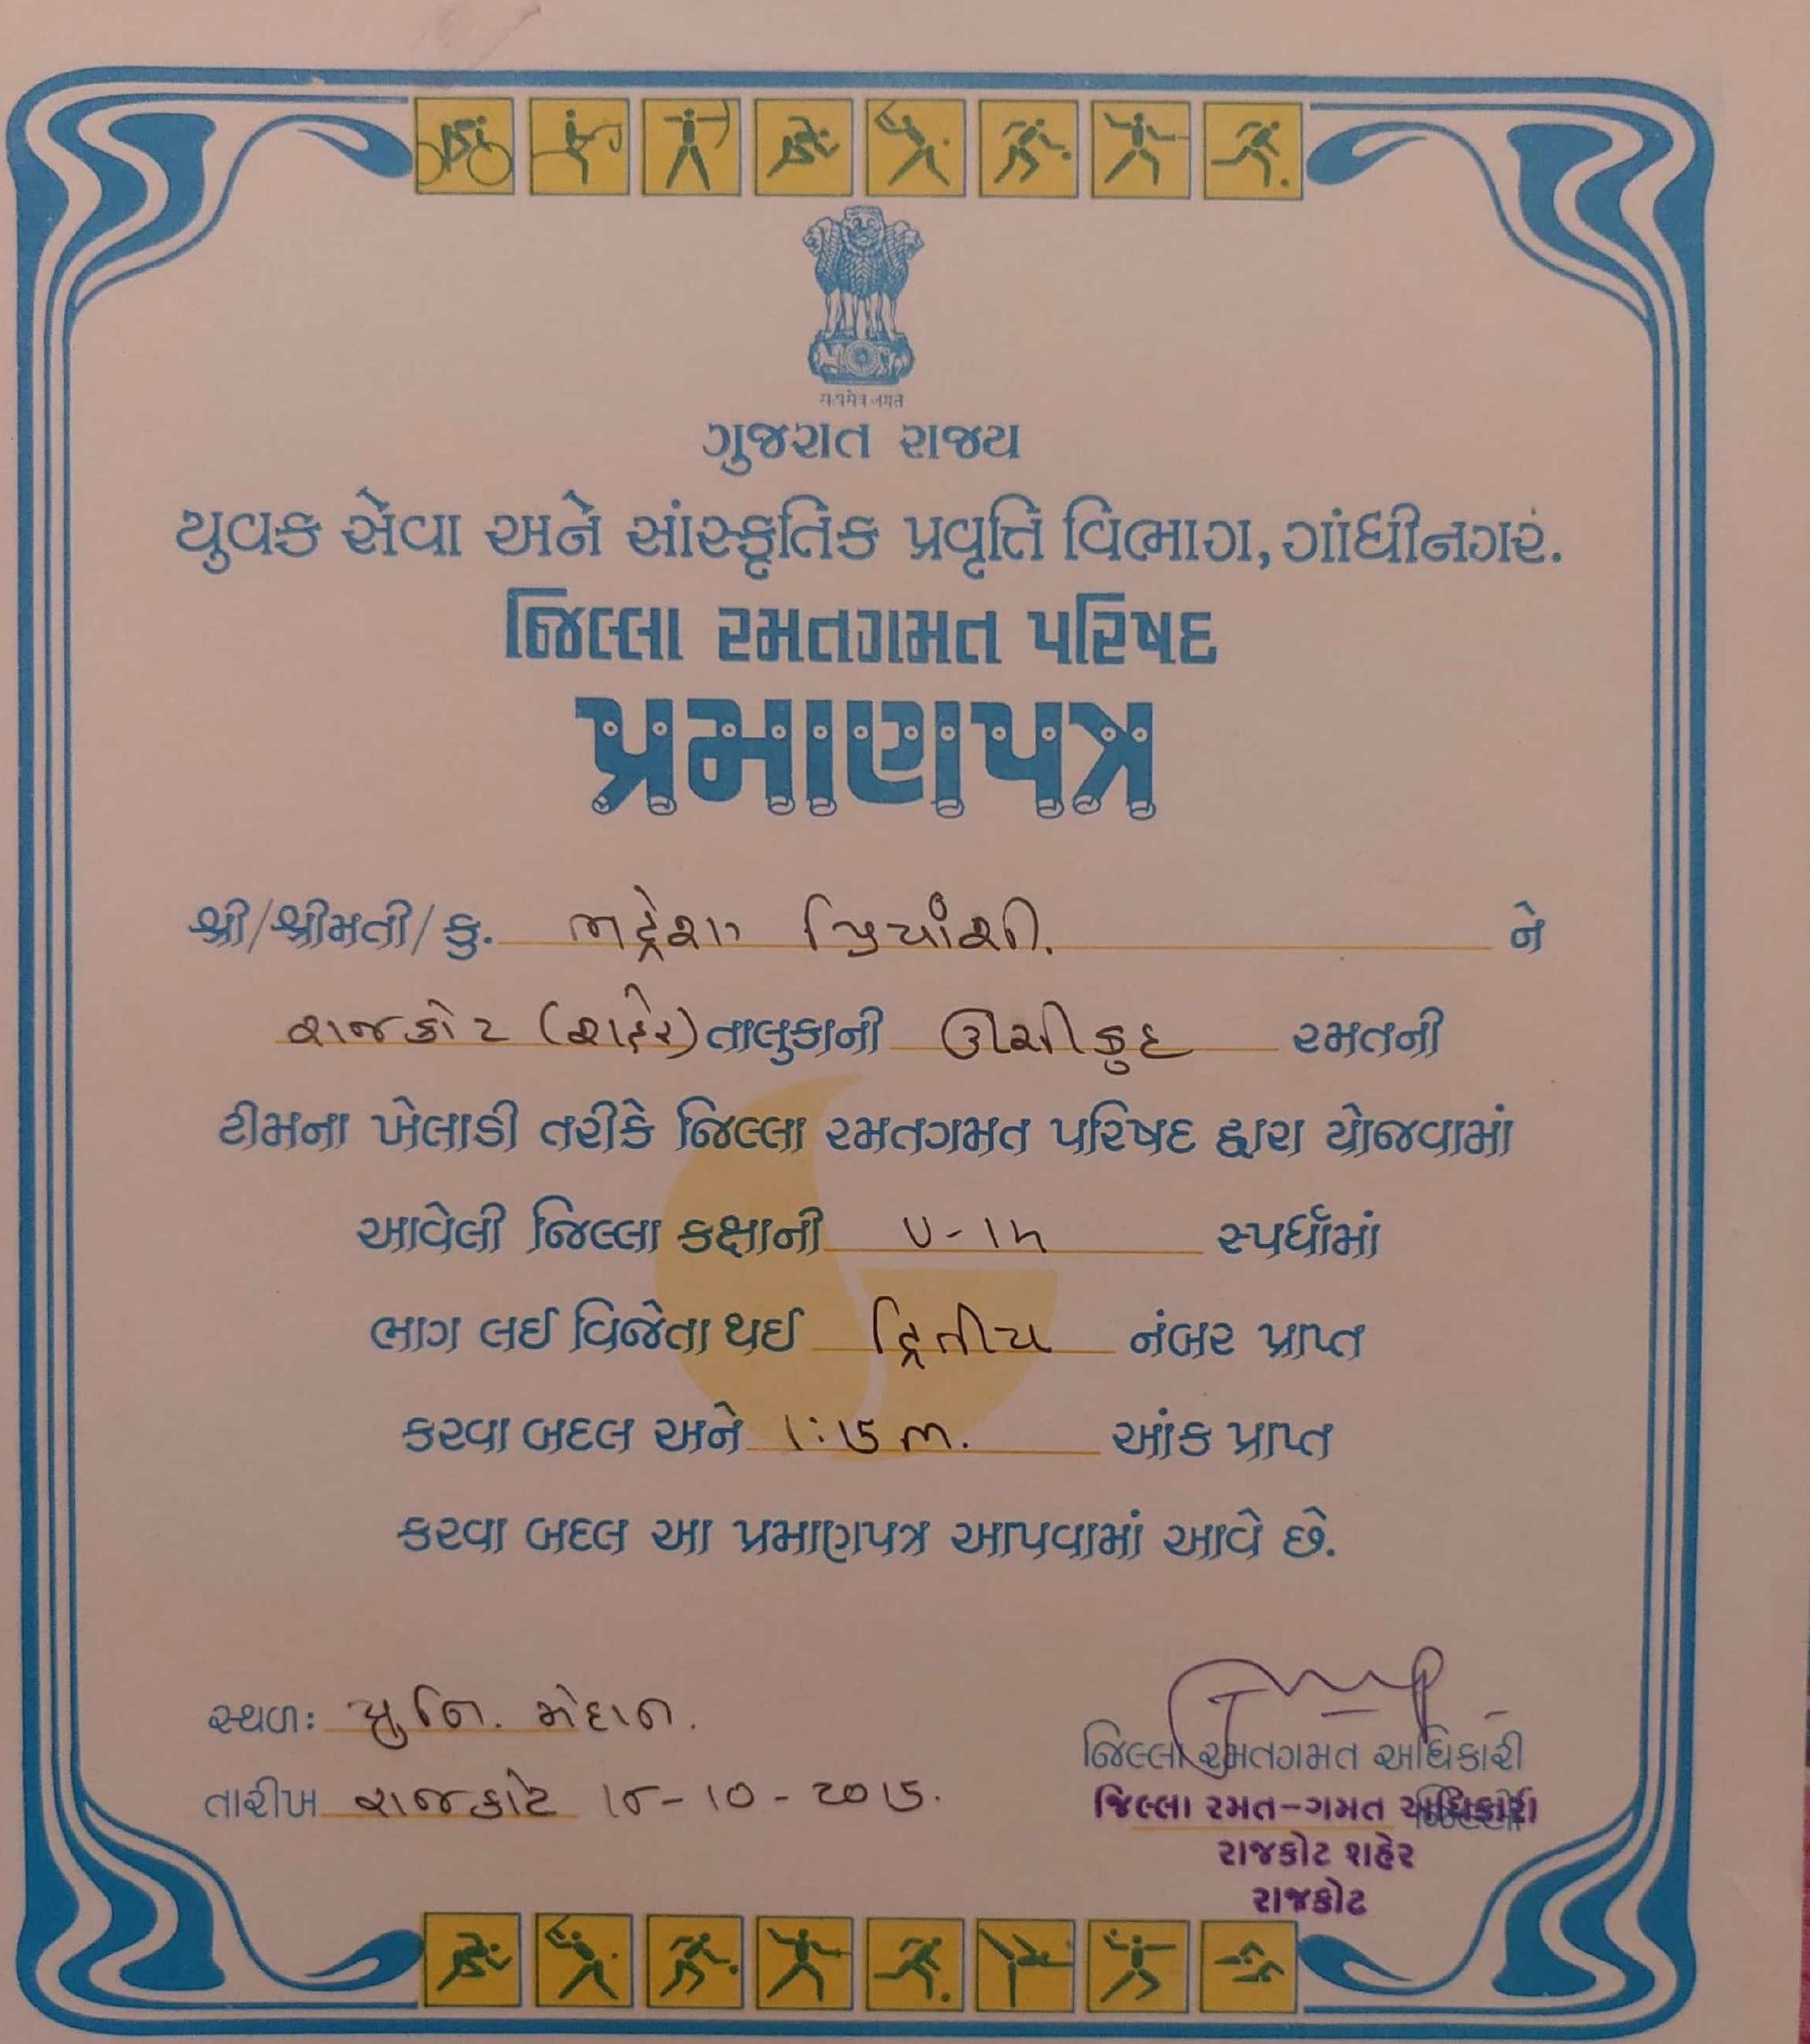 सत्यमेव जयते
ગુજરાત રાજય
યુવક સેવા અને સાંસ્કૃતિક પ્રવૃત્તિ વિભાગ, ગાંધીનગર.
જિલ્લા રમતગમત પરિષદ
પ્રમાણપત્ર
શ્રી/શ્રીમતી/ કુ. ભદ્રેશા પ્રિયાંશી. ને
રાજકોટ (શહેર) તાલુકાની ઊંચીકુદ રમતની
ટીમના ખેલાડી તરીકે જિલ્લા રમતગમત પરિષદ દ્વારા યોજવામાં
આવેલી જિલ્લા કક્ષાની સ્પર્ધામાં
ભાગ લઈ વિજેતા થઈ દ્વિતીય નંબર પ્રાપ્ત
કરવા બદલ અને 1:15 m. આંક પ્રાપ્ત
કરવા બદલ આ પ્રમાણપત્ર આપવામાં આવે છે.
સ્થળ: યુનિ. મેદાન.
તારીખ રાજકોટ -10-2015.
જિલ્લા રમતગમત અધિકારી
જિલ્લા રમત-ગમત અધિકારી
રાજકોટ શહેર
રાજકોટ